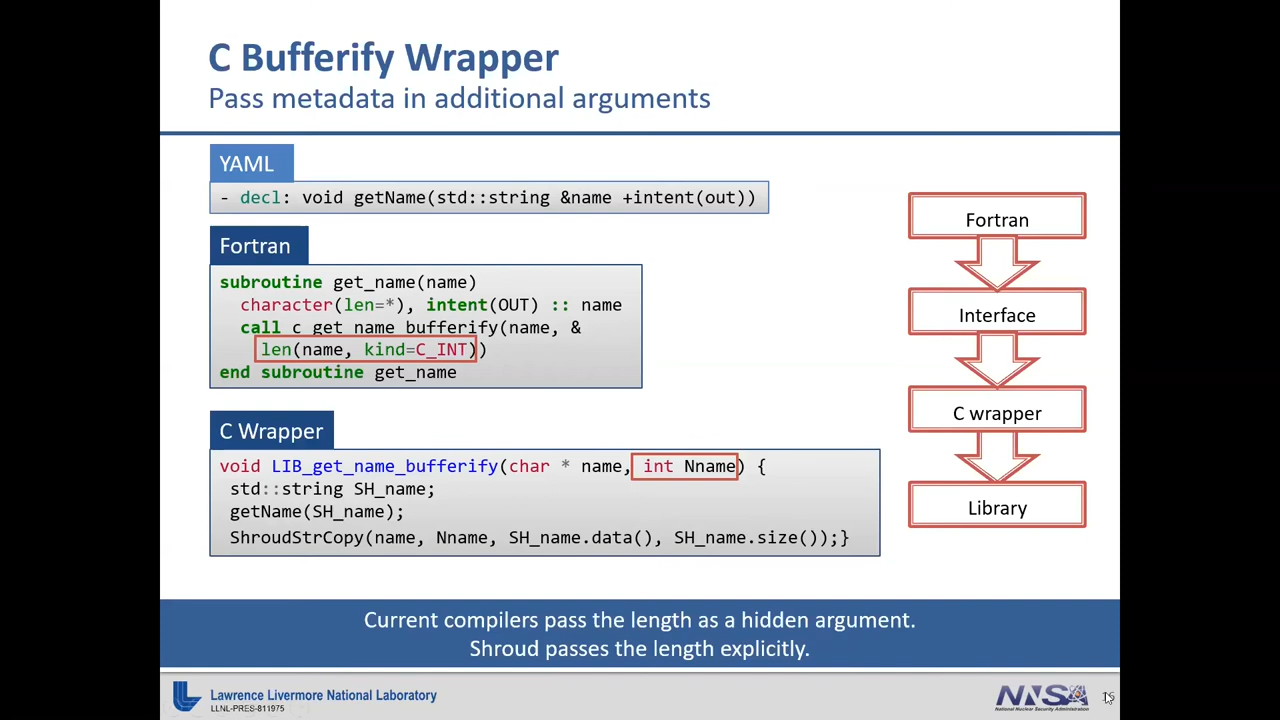 C Bufferify Wrapper
Pass metadata in additional arguments
YAML
- decl: void getName(std::string &name +intent(out))
Fortran
subroutine get_name(name)
character(len=*), intent(OUT) :: name
call c_get_name_bufferify(name, &
len(name, kind=C_INT))
end subroutine get_name
C Wrapper
void LIB_get_name_bufferify(char * name, int Nname) {
std::string SH_name;
getName(SH_name);
ShroudStrCopy(name, Nname, SH_name.data(), SH_name.size());}
Fortran
Interface
C wrapper
Library
Current compilers pass the length as a hidden argument.
Shroud passes the length explicitly.
Lawrence Livermore National Laboratory
LLNL-PRES-811975
NNSA
National Nuclear Security Administration